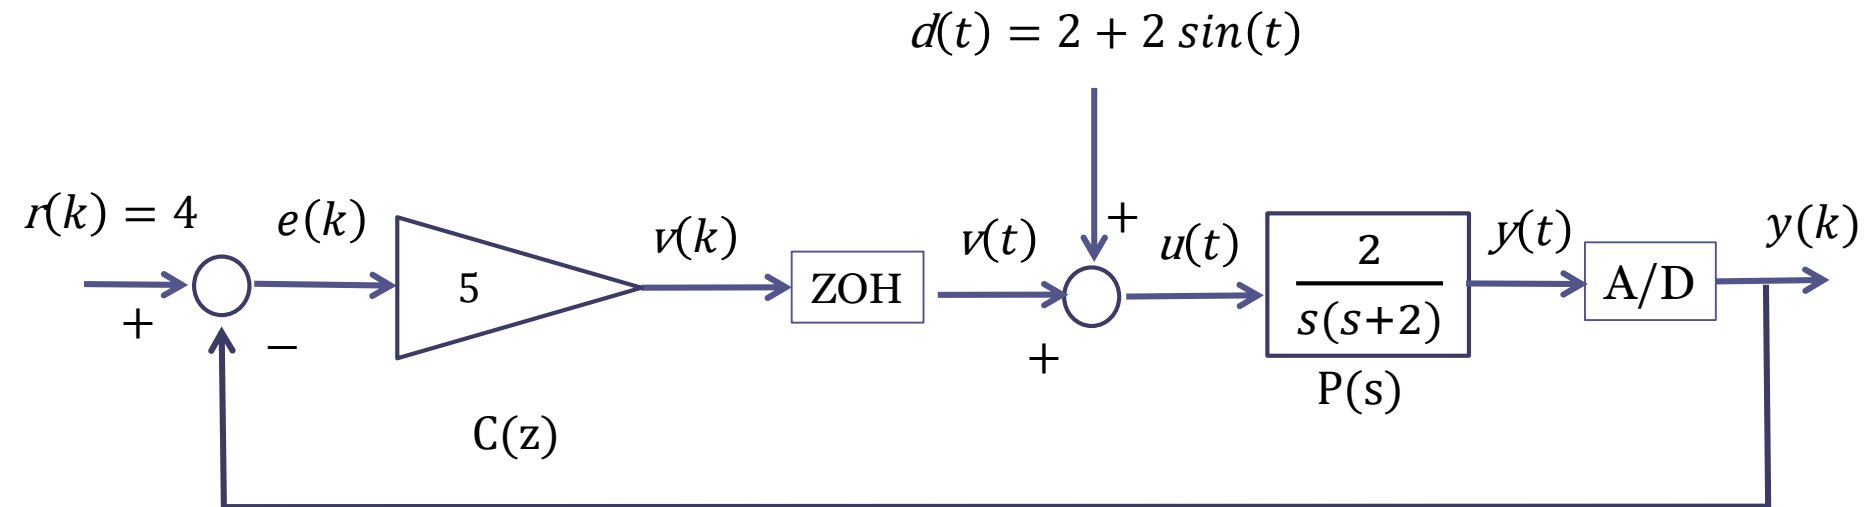 d(t) = 2 + 2 sin(t)
r(k) = 4
e(k)
v(k)
v(t)
+
u(t)
y(t)
y(k)
5
ZOH
2
s(s+2)
A/D
+
−
+
P(s)
C(z)